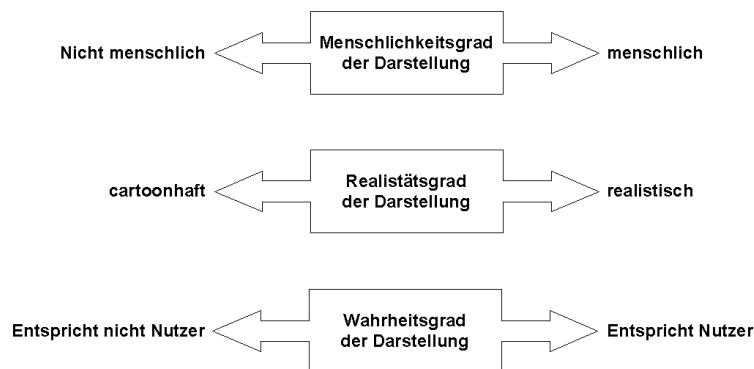 Nicht menschlich
Menschlichkeitsgrad
der Darstellung
menschlich
cartoonhaft
Realistätsgrad
der Darstellung
realistisch
Entspricht nicht Nutzer
Wahrheitsgrad
der Darstellung
Entspricht Nutzer